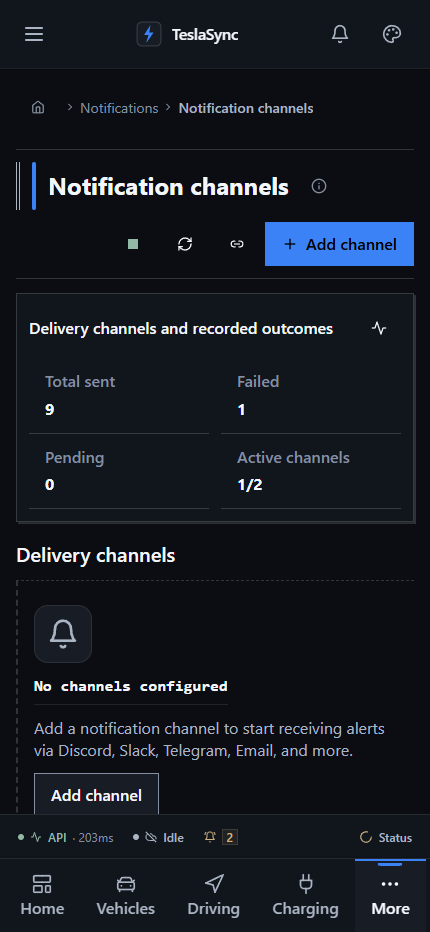 TeslaSync
Notifications
Notification channels
Notification channels
Add channel
Delivery channels and recorded outcomes
Total sent
9
Failed
1
Pending
0
Active channels
1/2
Delivery channels
No channels configured
Add a notification channel to start receiving alerts
via Discord, Slack, Telegram, Email, and more.
Add channel
API · 203ms
Idle
2
Status
Home
Vehicles
Driving
Charging
More